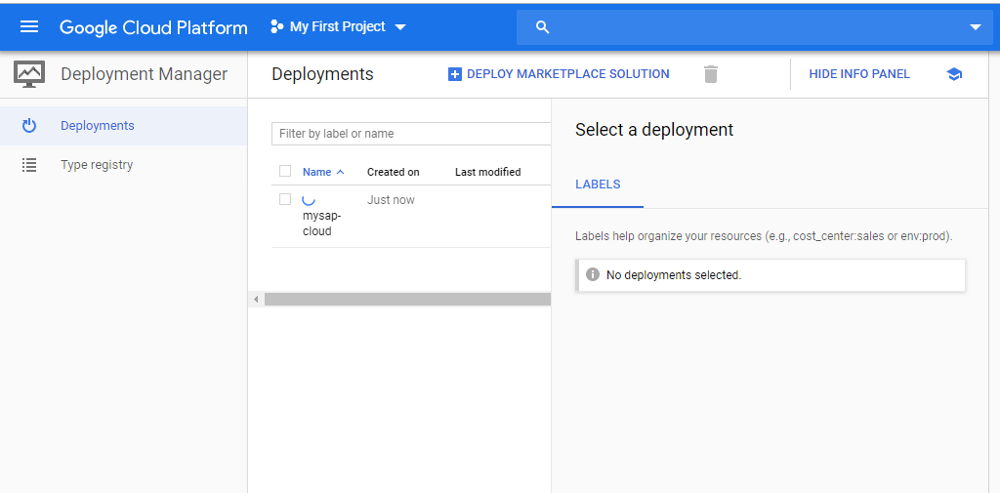 Google Cloud Platform
My First Project
Deployment Manager
Deployments
Type registry
Deployments
DEPLOY MARKETPLACE SOLUTION
HIDE INFO PANEL
Filter by label or name
Name Created on Last modified
mysap-
cloud
Just now
Select a deployment
LABELS
Labels help organize your resources (e.g., cost_center:sales or env:prod).
No deployments selected.